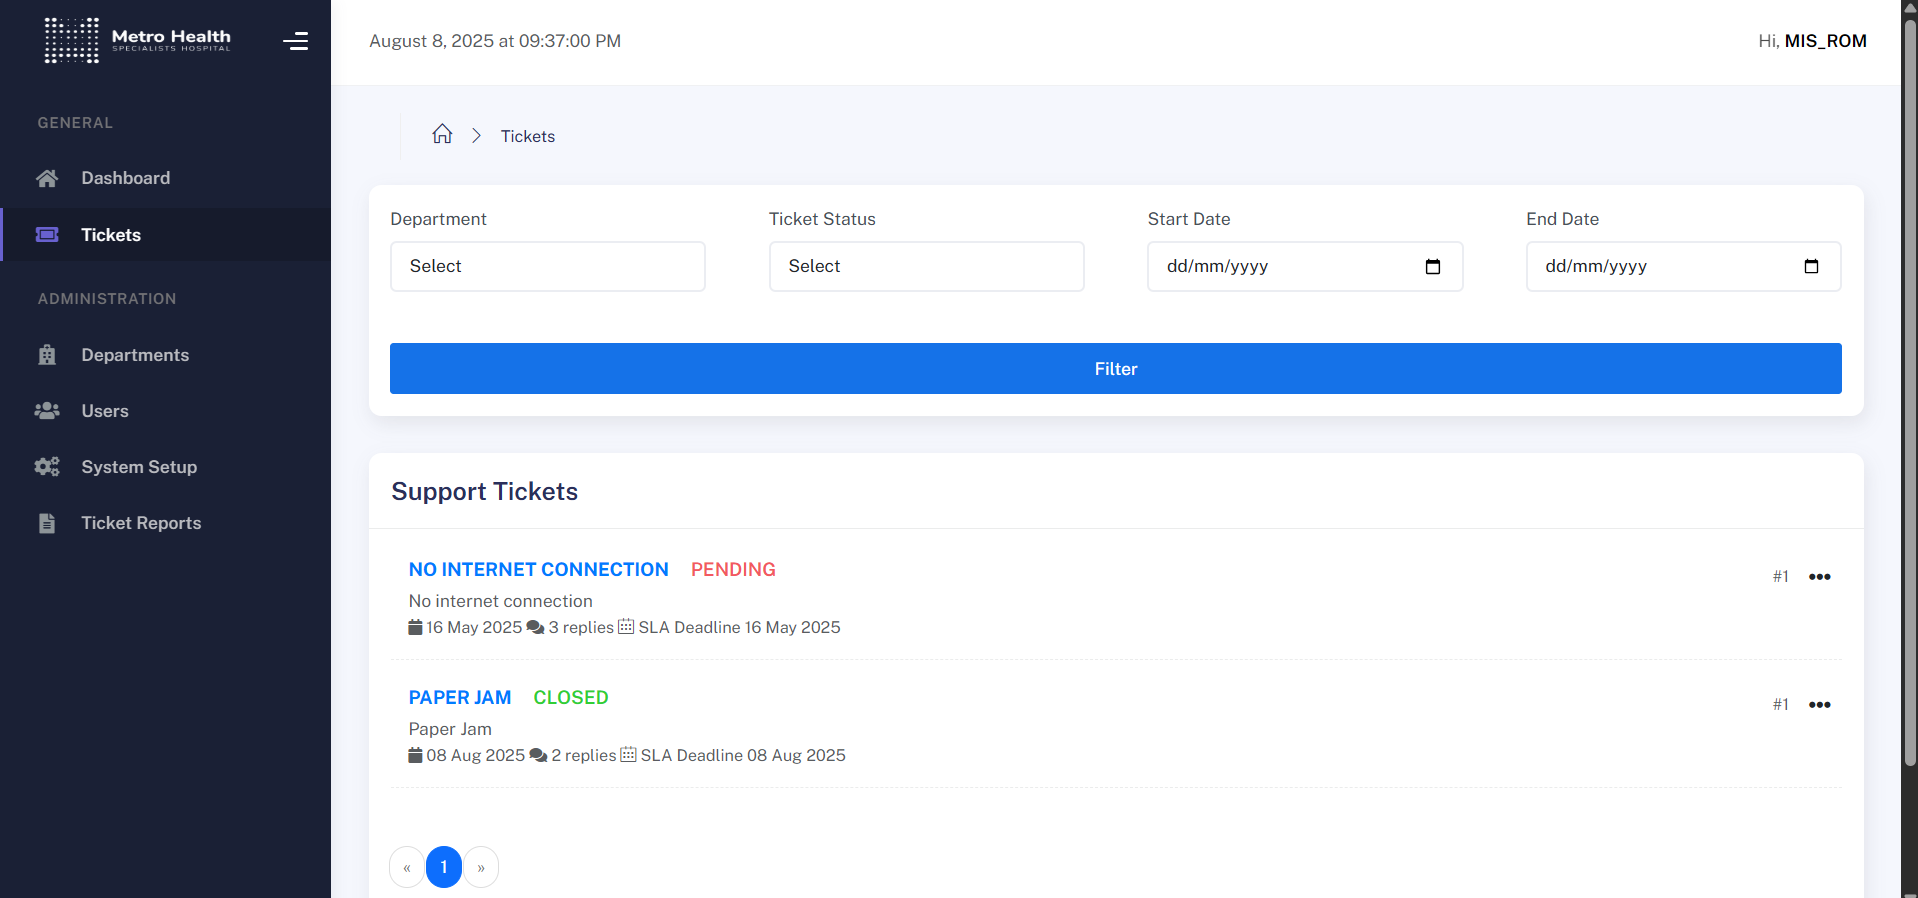 Metro Health
SPECIALISTS HOSPITAL
August 8, 2025 at 09:37:00 PM
Hi, MIS_ROM
GENERAL
Dashboard
Tickets
ADMINISTRATION
Departments
Users
System Setup
Ticket Reports
Tickets
Department
Select
Ticket Status
Select
Start Date
dd/mm/yyyy
End Date
dd/mm/yyyy
Filter
Support Tickets
NO INTERNET CONNECTION PENDING
#1 •••
No internet connection
16 May 2025 3 replies SLA Deadline 16 May 2025
PAPER JAM CLOSED
#1 •••
Paper Jam
08 Aug 2025 2 replies SLA Deadline 08 Aug 2025
« 1 »